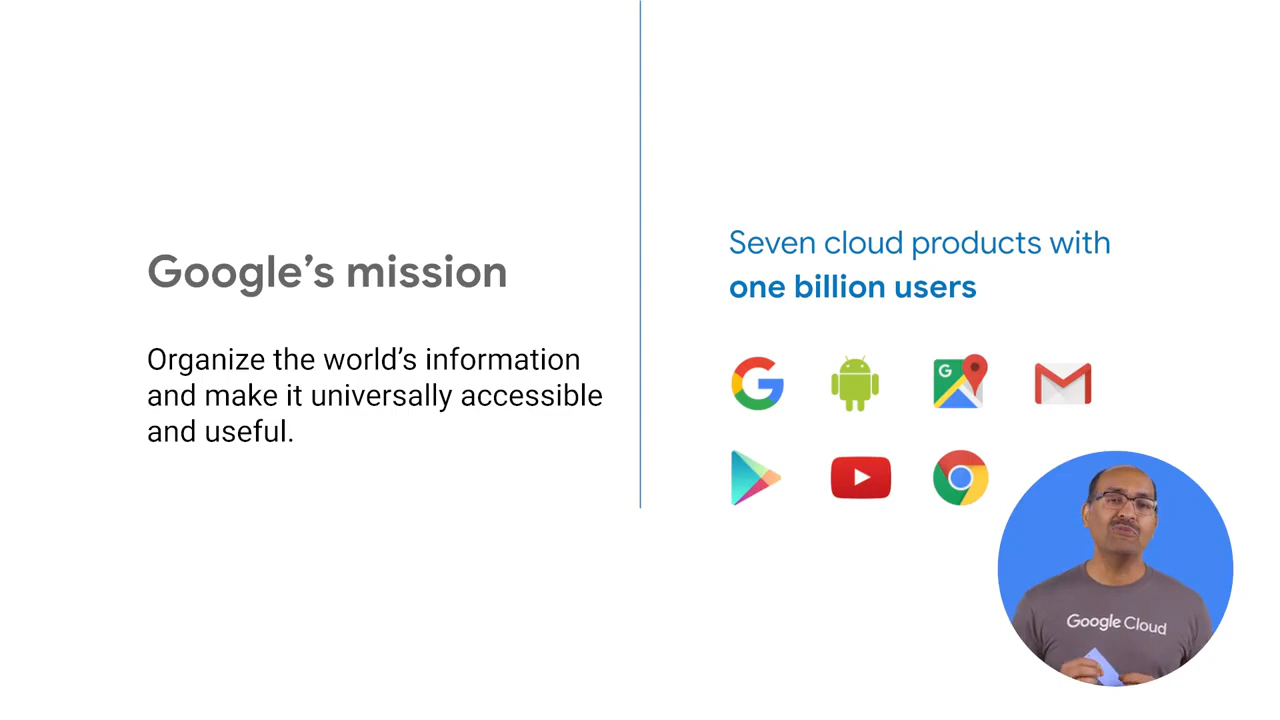 Google’s mission
Organize the world’s information
and make it universally accessible
and useful.
Seven cloud products with
one billion users
G
G
Google Cloud